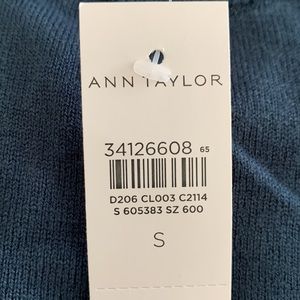 ANN TAYLOR
34126608 65
D206 CL003 C2114
S 605383 SZ 600
S